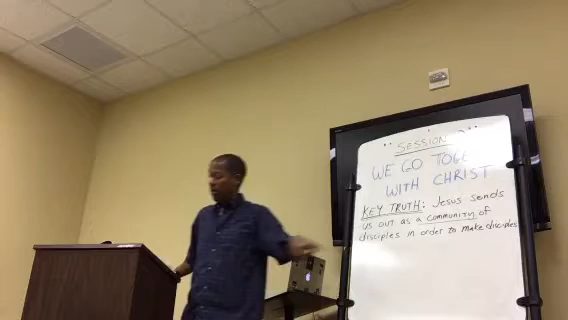 "SESSION
WE GO TOGE
WITH CHRIST
KEY TRUTH: Jesus sends
us out as a community of
disciples in order to make disciples